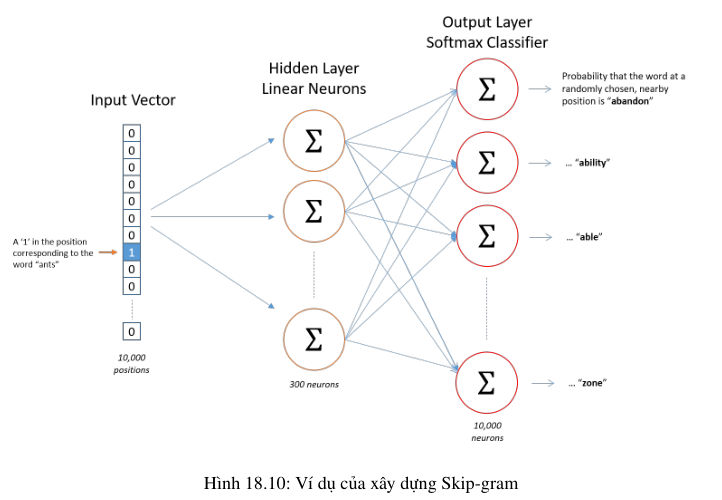 Output Layer
Softmax Classifier
Hidden Layer
Linear Neurons
Input Vector
0
0
0
0
0
0
0
1
0
0
0
A '1' in the position
corresponding to the
word "ants"
10,000
positions
Σ
Σ
Σ
300 neurons
Σ
Σ
Σ
Σ
10,000
neurons
Probability that the word at a
randomly chosen, nearby
position is "abandon"
... "ability"
... "able"
... "zone"
Hình 18.10: Ví dụ của xây dựng Skip-gram